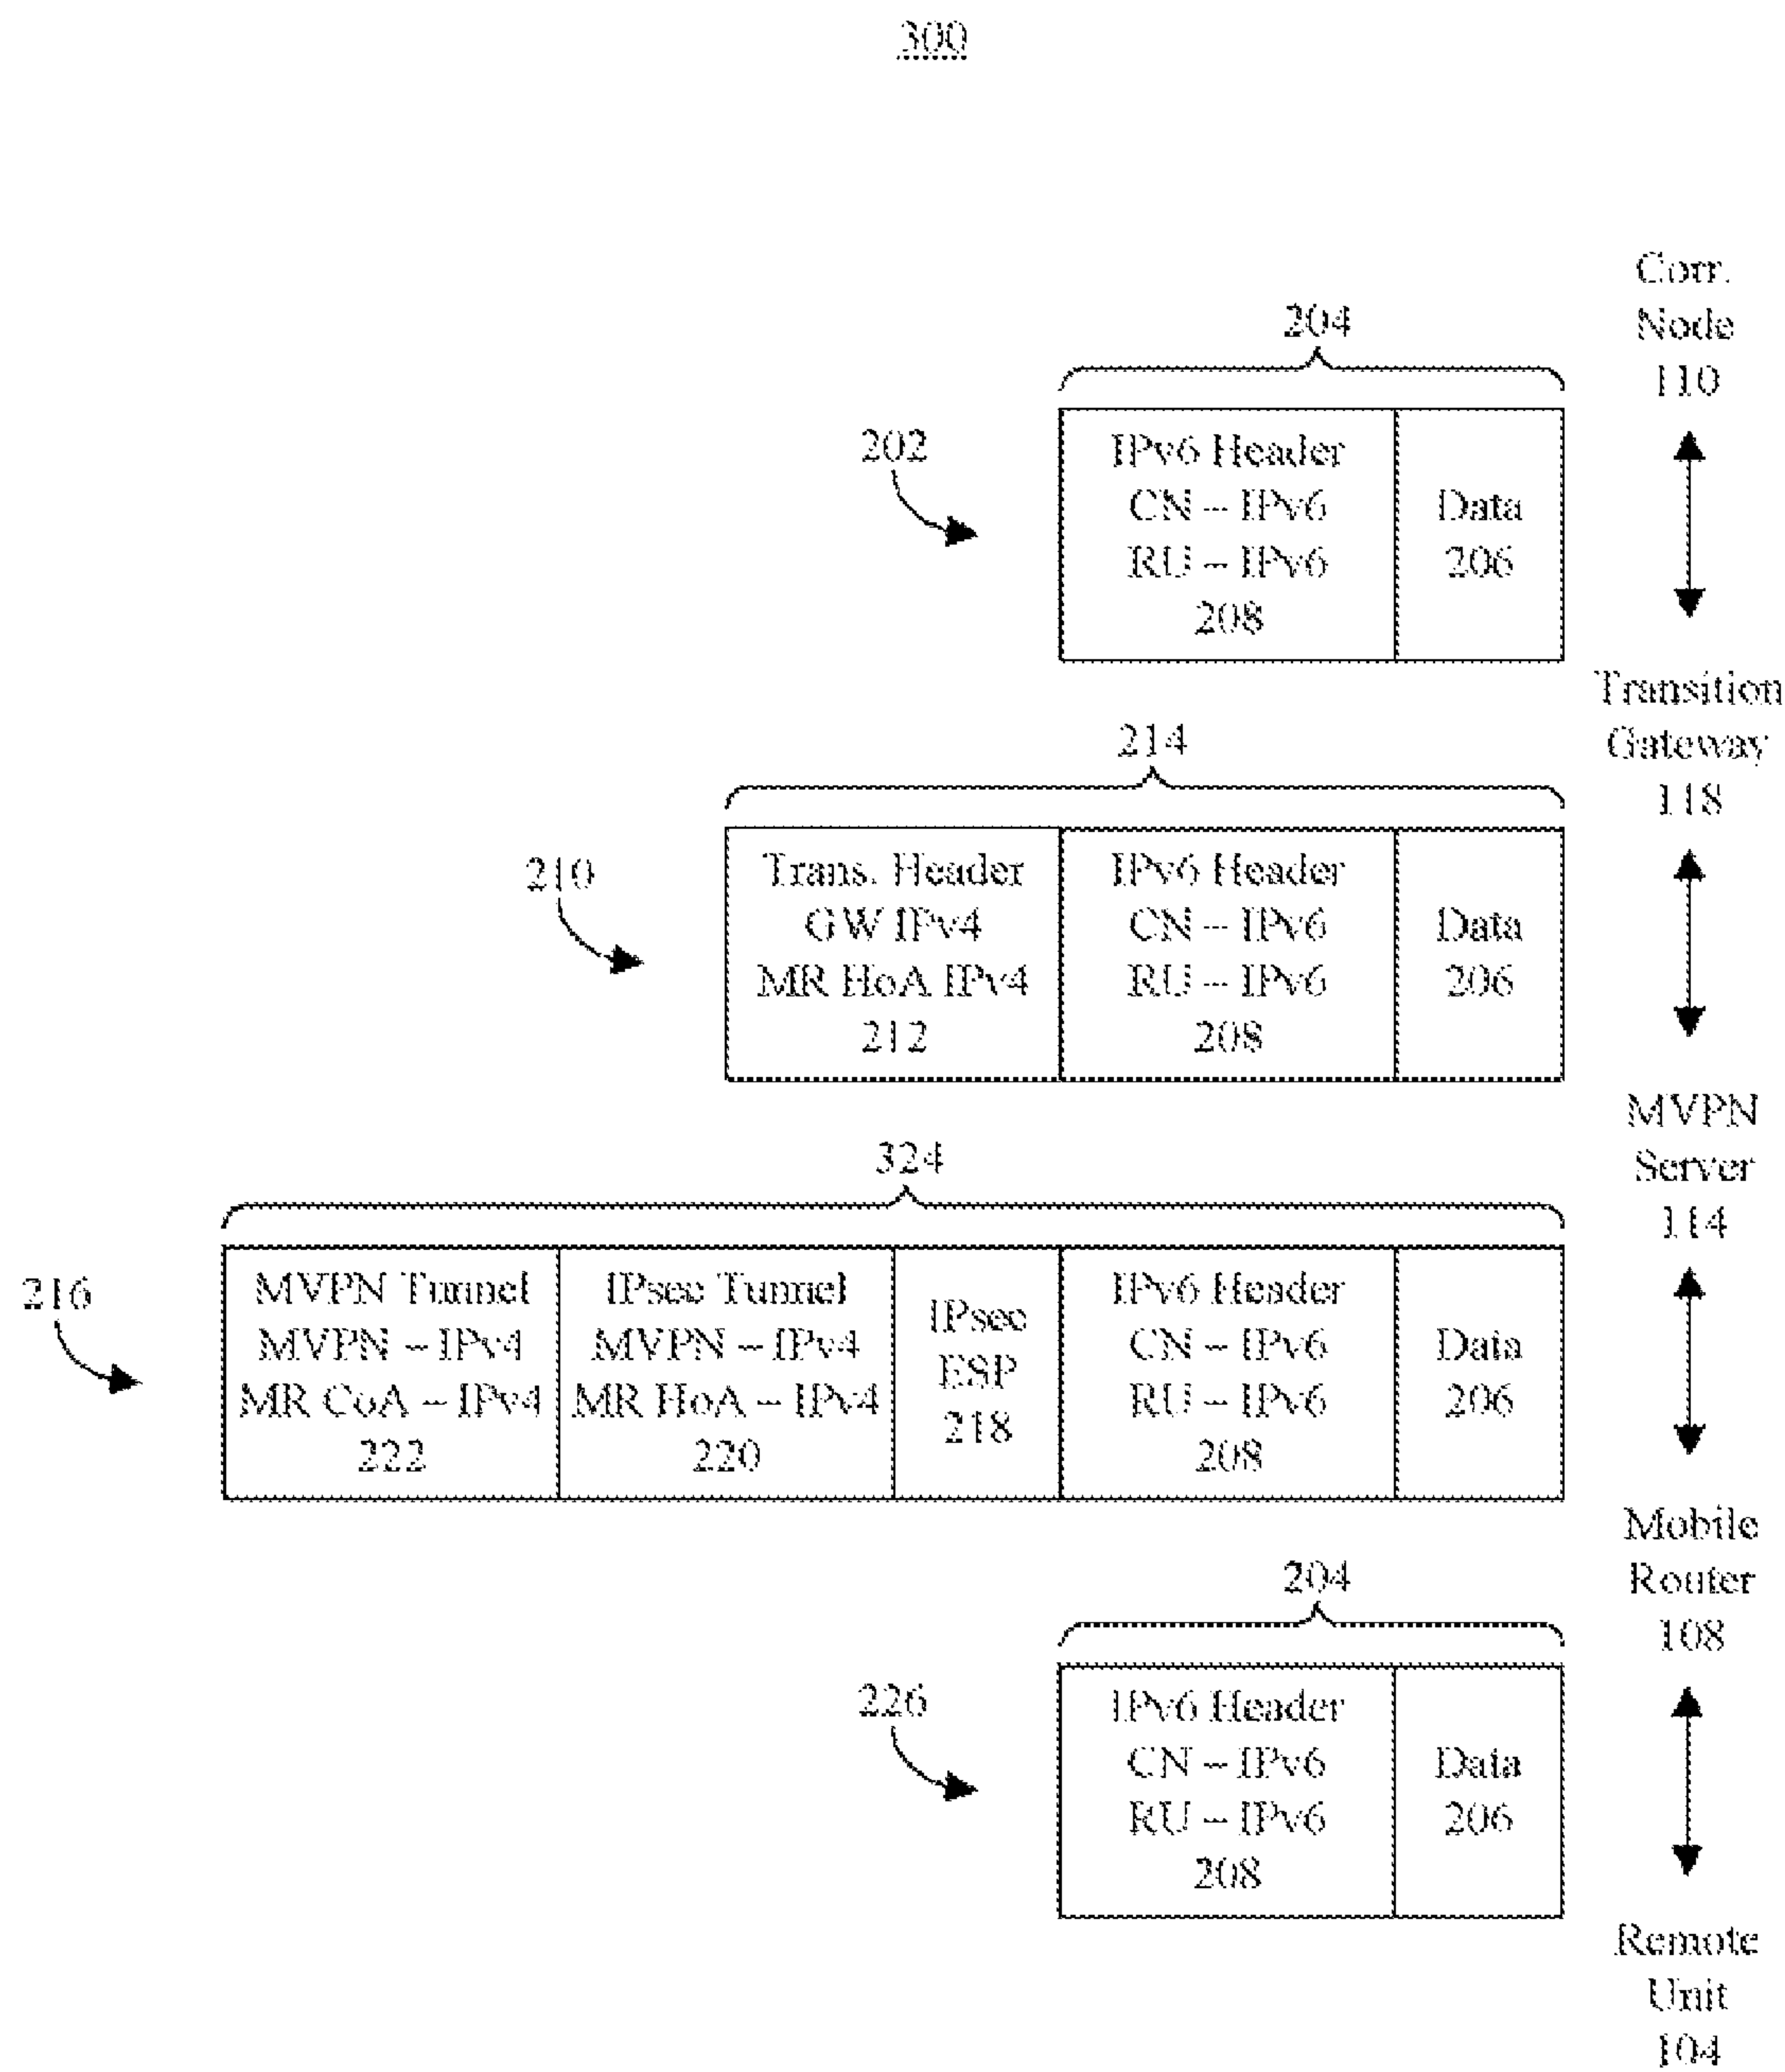 300
Corr.
Node
110
204
202
IPv6 Header
CN – IPv6
RU – IPv6
208
Data
206
Transition
Gateway
118
214
210
Trans. Header
GW IPv4
MR HoA IPv4
212
IPv6 Header
CN – IPv6
RU – IPv6
208
Data
206
MVPN
Server
114
324
216
MVPN Tunnel
MVPN – IPv4
MR CoA – IPv4
222
IPsec Tunnel
MVPN – IPv4
MR HoA – IPv4
220
IPsec
ESP
218
IPv6 Header
CN – IPv6
RU – IPv6
208
Data
206
Mobile
Router
108
204
226
IPv6 Header
CN – IPv6
RU – IPv6
208
Data
206
Remote
Unit
104